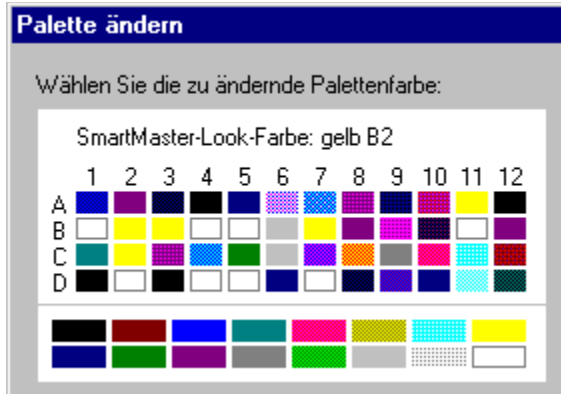 Palette ändern
Wählen Sie die zu ändernde Palettenfarbe:
SmartMaster-Look-Farbe: gelb B2
1 2 3 4 5 6 7 8 9 10 11 12
A
B
C
D